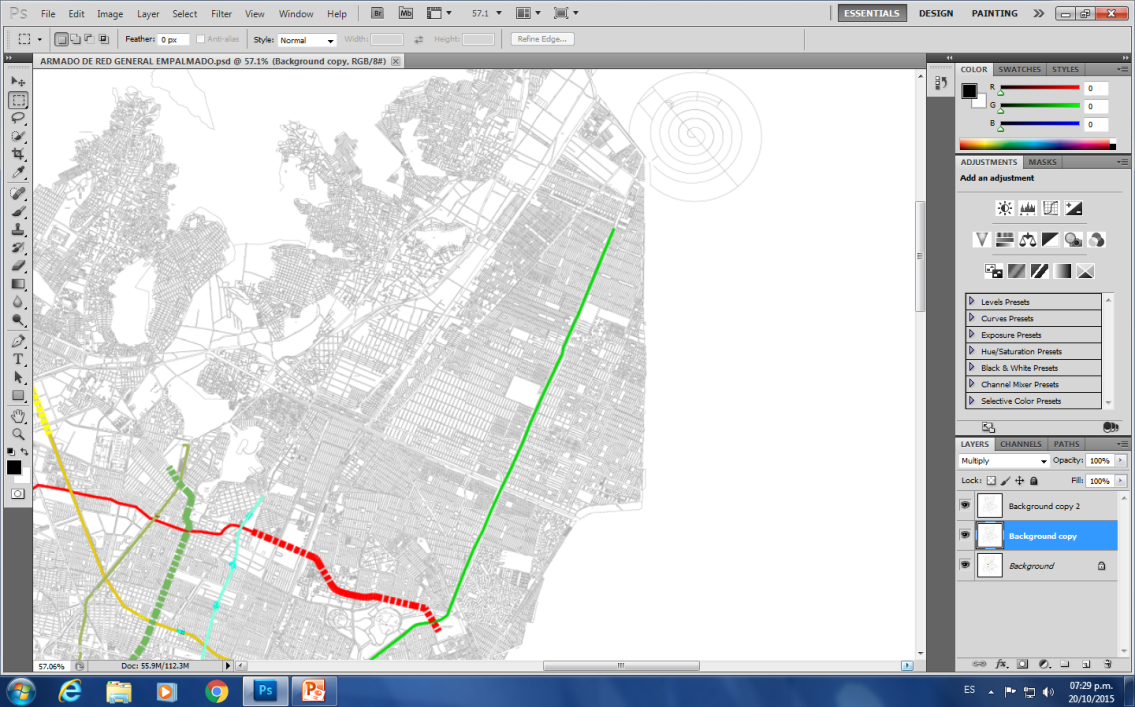 Ps File Edit Image Layer Select Filter View Window Help Br Mb 57.1 ESSENTIALS DESIGN PAINTING
Feather: 0 px Anti-alias Style: Normal Width: Height: Refine Edge...
ARMADO DE RED GENERAL EMPALMADO.psd @ 57.1% (Background copy, RGB/8#)
COLOR SWATCHES STYLES
R 0
G 0
B 0
ADJUSTMENTS MASKS
Add an adjustment
Levels Presets
Curves Presets
Exposure Presets
Hue/Saturation Presets
Black & White Presets
Channel Mixer Presets
Selective Color Presets
LAYERS CHANNELS PATHS
Multiply Opacity: 100%
Lock: Fill: 100%
Background copy 2
Background copy
Background
57.06% Doc: 55.9M/112.3M
Ps ES 07:29 p.m.
20/10/2015